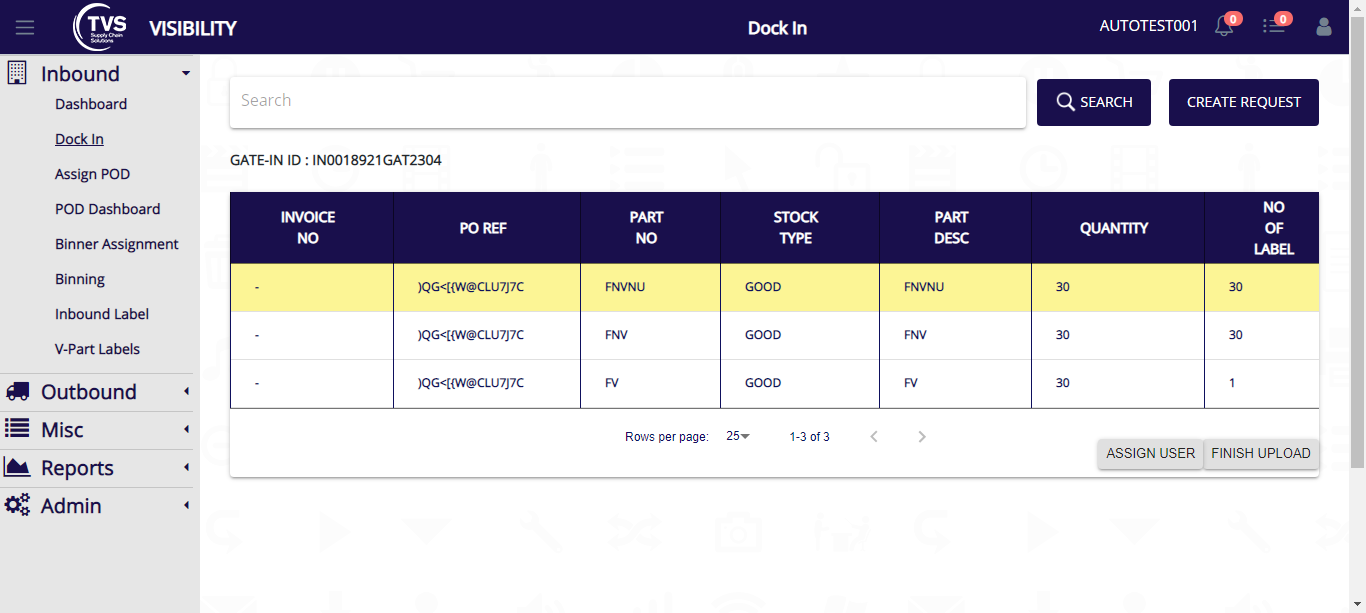 TVS
Supply Chain
Solutions
VISIBILITY
Dock In
AUTOTEST001
0
0
Inbound
Dashboard
Dock In
Assign POD
POD Dashboard
Binner Assignment
Binning
Inbound Label
V-Part Labels
Outbound
Misc
Reports
Admin
Search
SEARCH
CREATE REQUEST
GATE-IN ID : IN0018921GAT2304
INVOICE NO PO REF PART NO STOCK TYPE PART DESC QUANTITY NO OF LABEL
- )QG<[{W@CLU7J7C FNVNU GOOD FNVNU 30 30
- )QG<[{W@CLU7J7C FNV GOOD FNV 30 30
- )QG<[{W@CLU7J7C FV GOOD FV 30 1
Rows per page: 25 1-3 of 3
ASSIGN USER FINISH UPLOAD